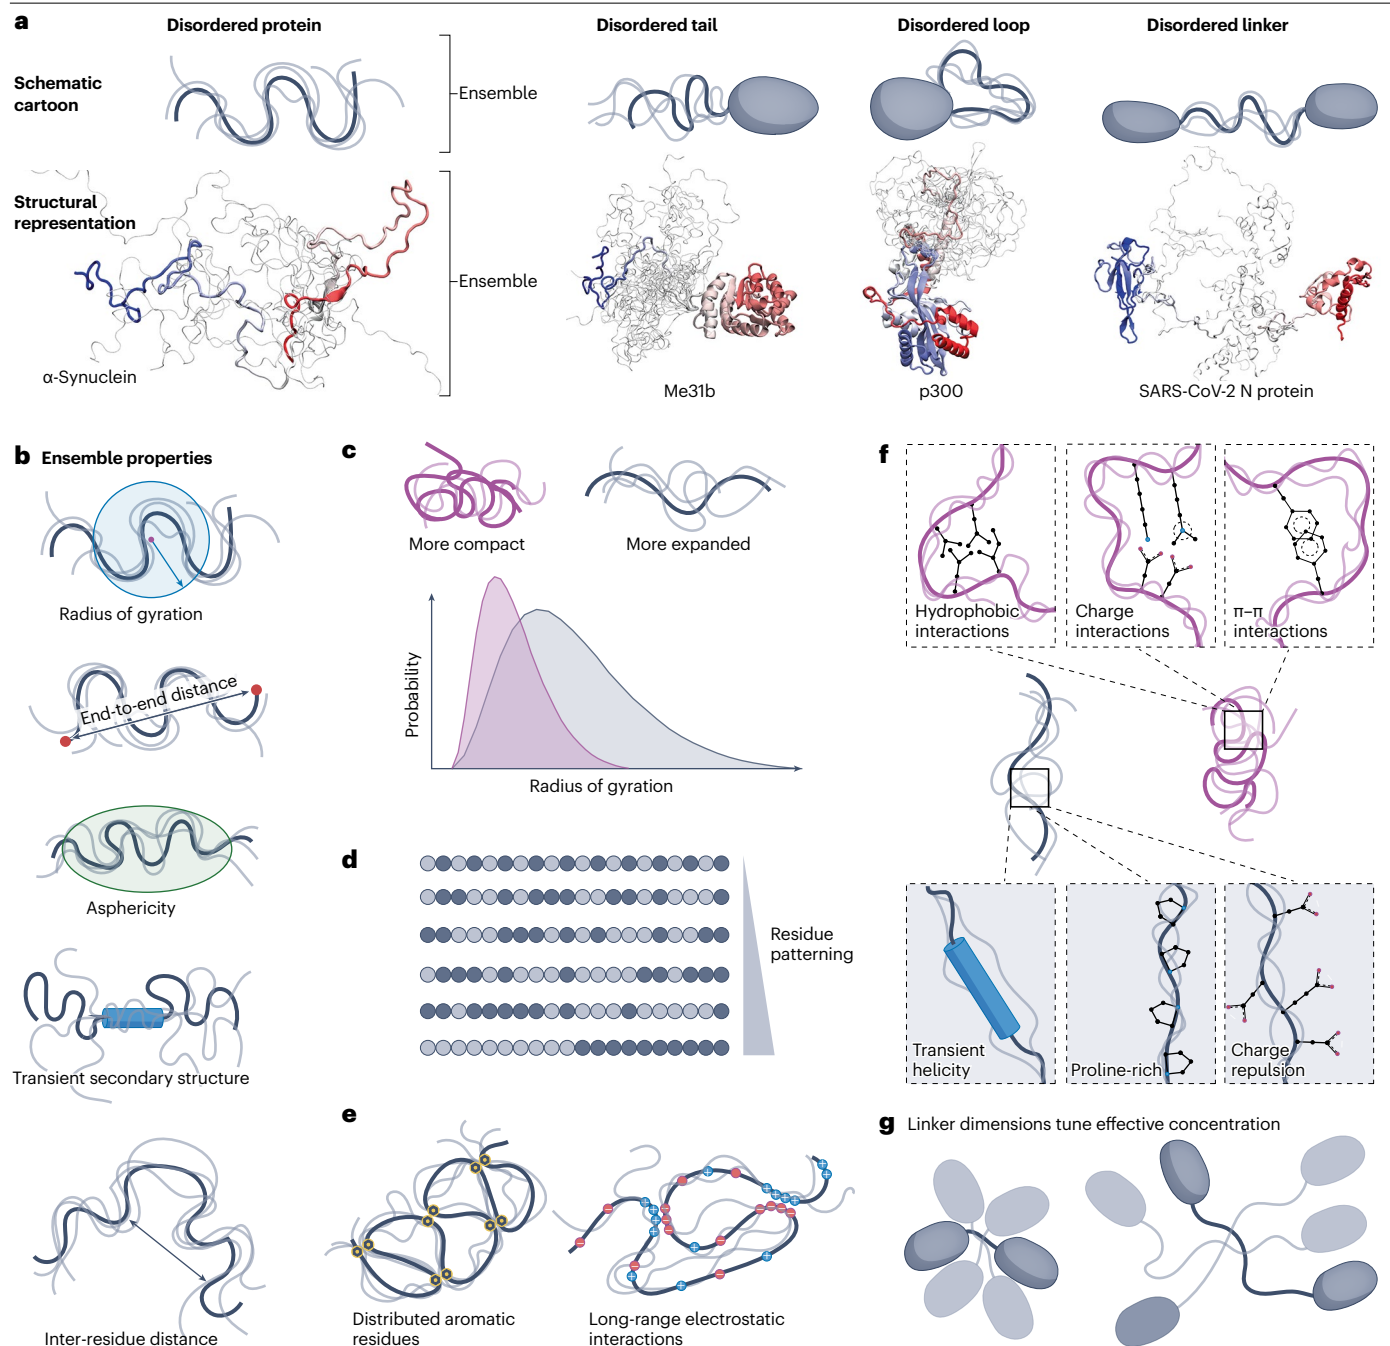 a
Disordered protein
Disordered tail
Disordered loop
Disordered linker
Schematic
cartoon
Ensemble
Structural
representation
Ensemble
α-Synuclein
Me31b
p300
SARS-CoV-2 N protein
b Ensemble properties
Radius of gyration
End-to-end distance
Asphericity
Transient secondary structure
Inter-residue distance
c
More compact
More expanded
Probability
Radius of gyration
d
Residue
patterning
e
Distributed aromatic
residues
Long-range electrostatic
interactions
f
Hydrophobic
interactions
Charge
interactions
π–π
interactions
Transient
helicity
Proline-rich
Charge
repulsion
g Linker dimensions tune effective concentration